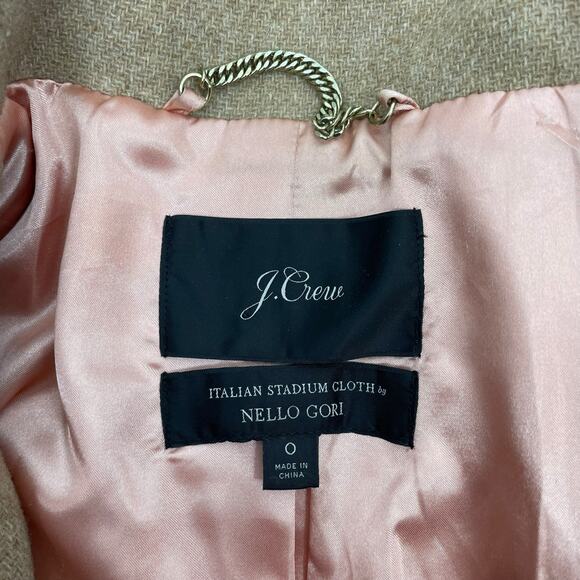 J.Crew
ITALIAN STADIUM CLOTH by
NELLO GORI
0
MADE IN
CHINA